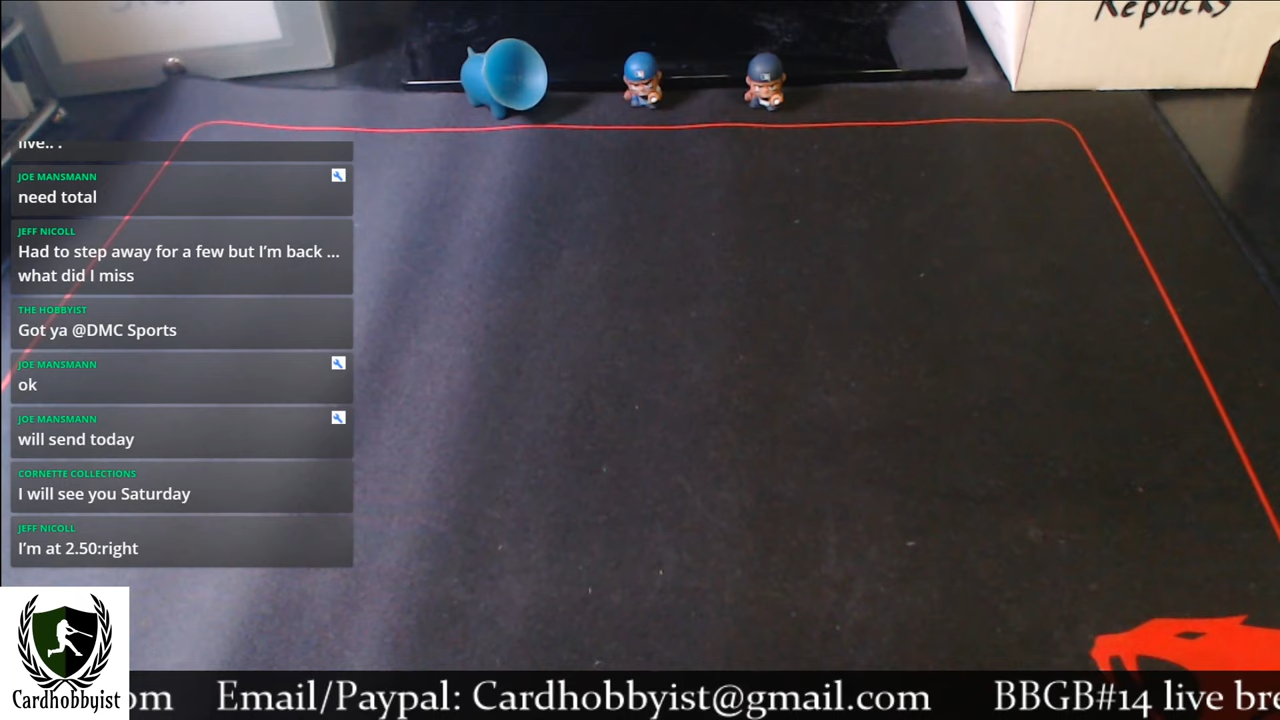 Repacks
live.. .
JOE MANSMANN
need total
JEFF NICOLL
Had to step away for a few but I'm back ...
what did I miss
THE HOBBYIST
Got ya @DMC Sports
JOE MANSMANN
ok
JOE MANSMANN
will send today
CORNETTE COLLECTIONS
I will see you Saturday
JEFF NICOLL
I'm at 2.50:right
Cardhobbyist
om Email/Paypal: Cardhobbyist@gmail.com BBGB#14 live bre